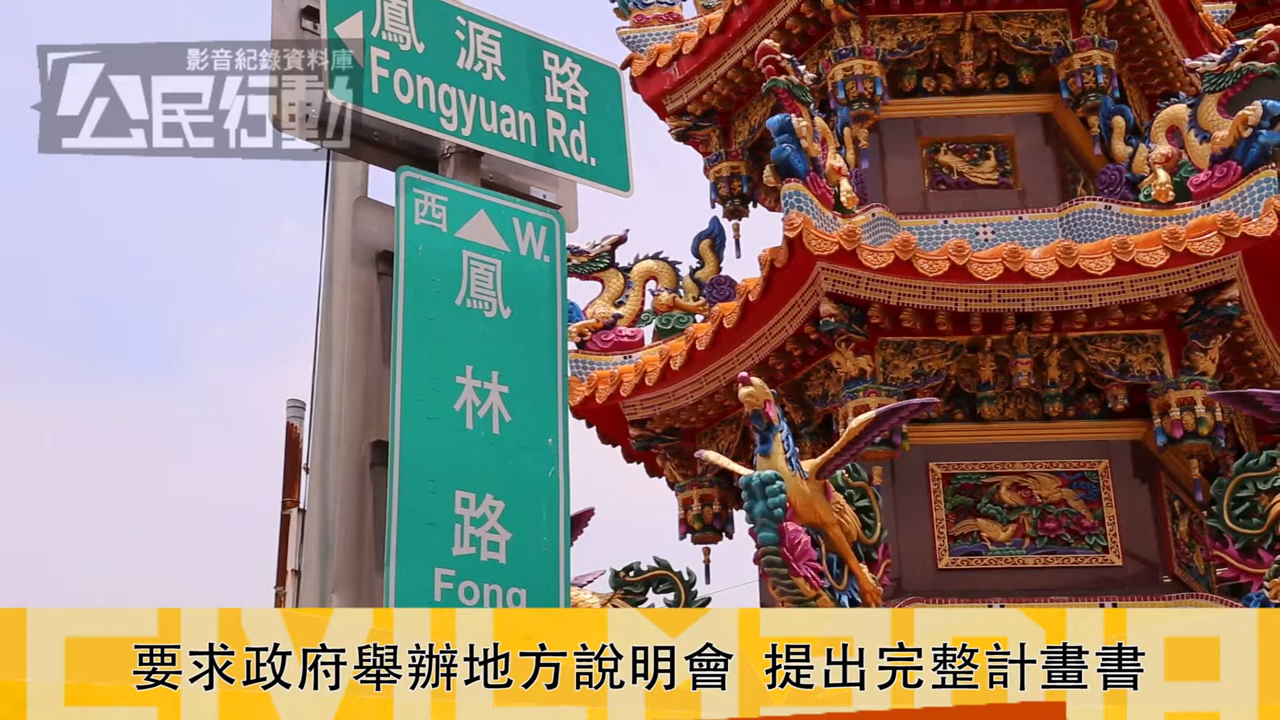 影音紀錄資料庫
公民行動
鳳源路
Fongyuan Rd.
西 W.
鳳林路
Fong
要求政府舉辦地方說明會 提出完整計畫書
CIVILMEDIA